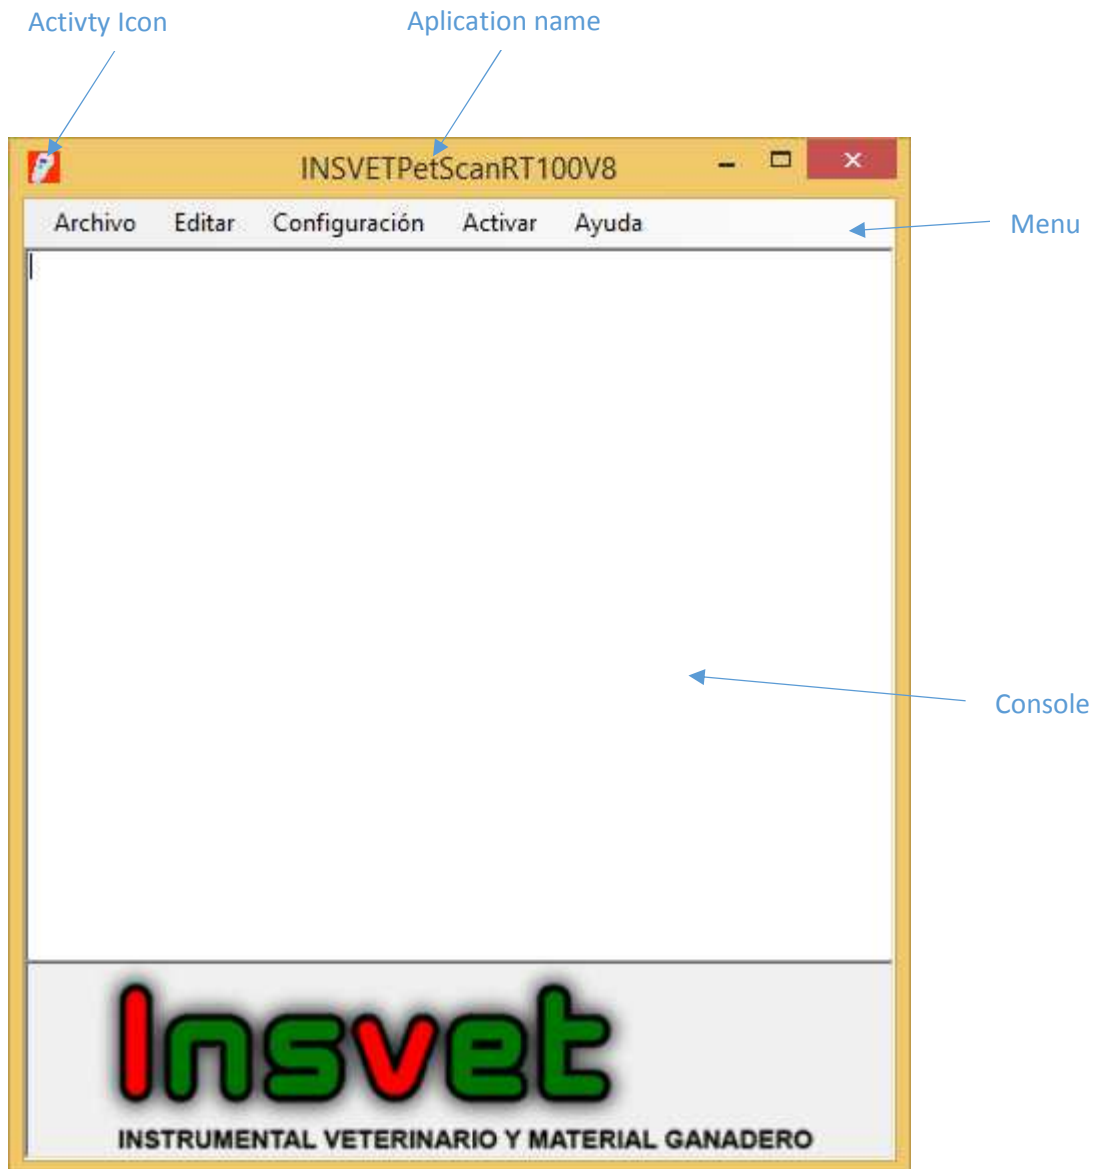 Activty Icon
Aplication name
INSVETPetScanRT100V8
Archivo Editar Configuración Activar Ayuda
Menu
Console
Insvet
INSTRUMENTAL VETERINARIO Y MATERIAL GANADERO